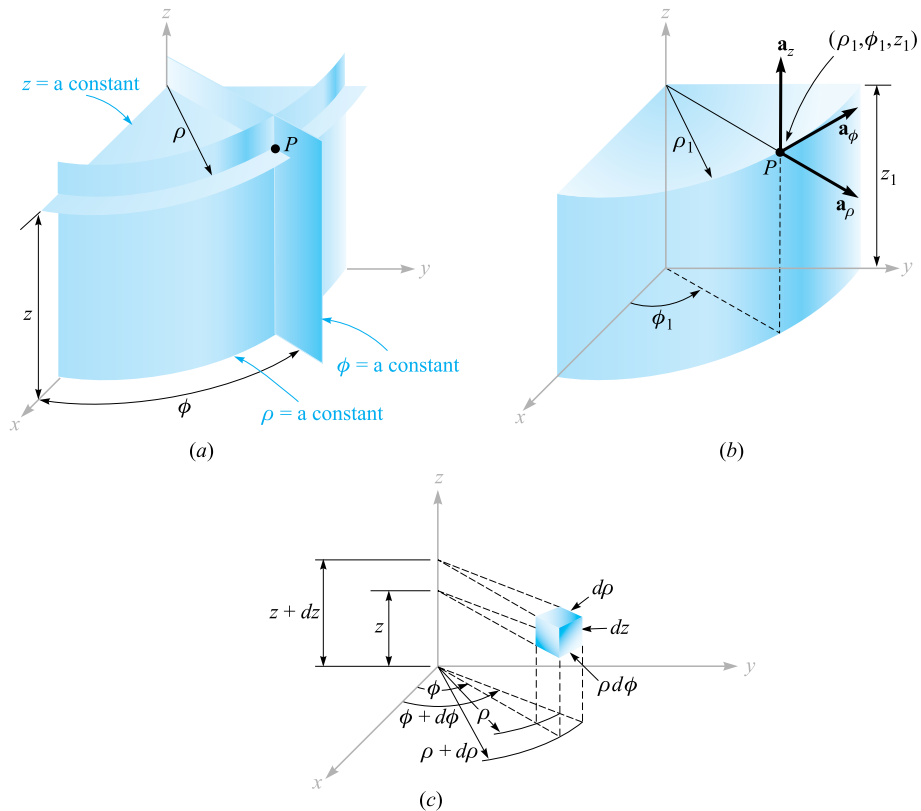 z
z = a constant
ρ
P
y
z
ϕ = a constant
ϕ
ρ = a constant
x
(a)
z
a_z
(ρ₁,ϕ₁,z₁)
ρ₁
a_ϕ
P
z₁
a_ρ
y
ϕ₁
x
(b)
z
dρ
z + dz
z
dz
y
ρdϕ
ϕ
ϕ + dϕ
ρ
ρ + dρ
x
(c)